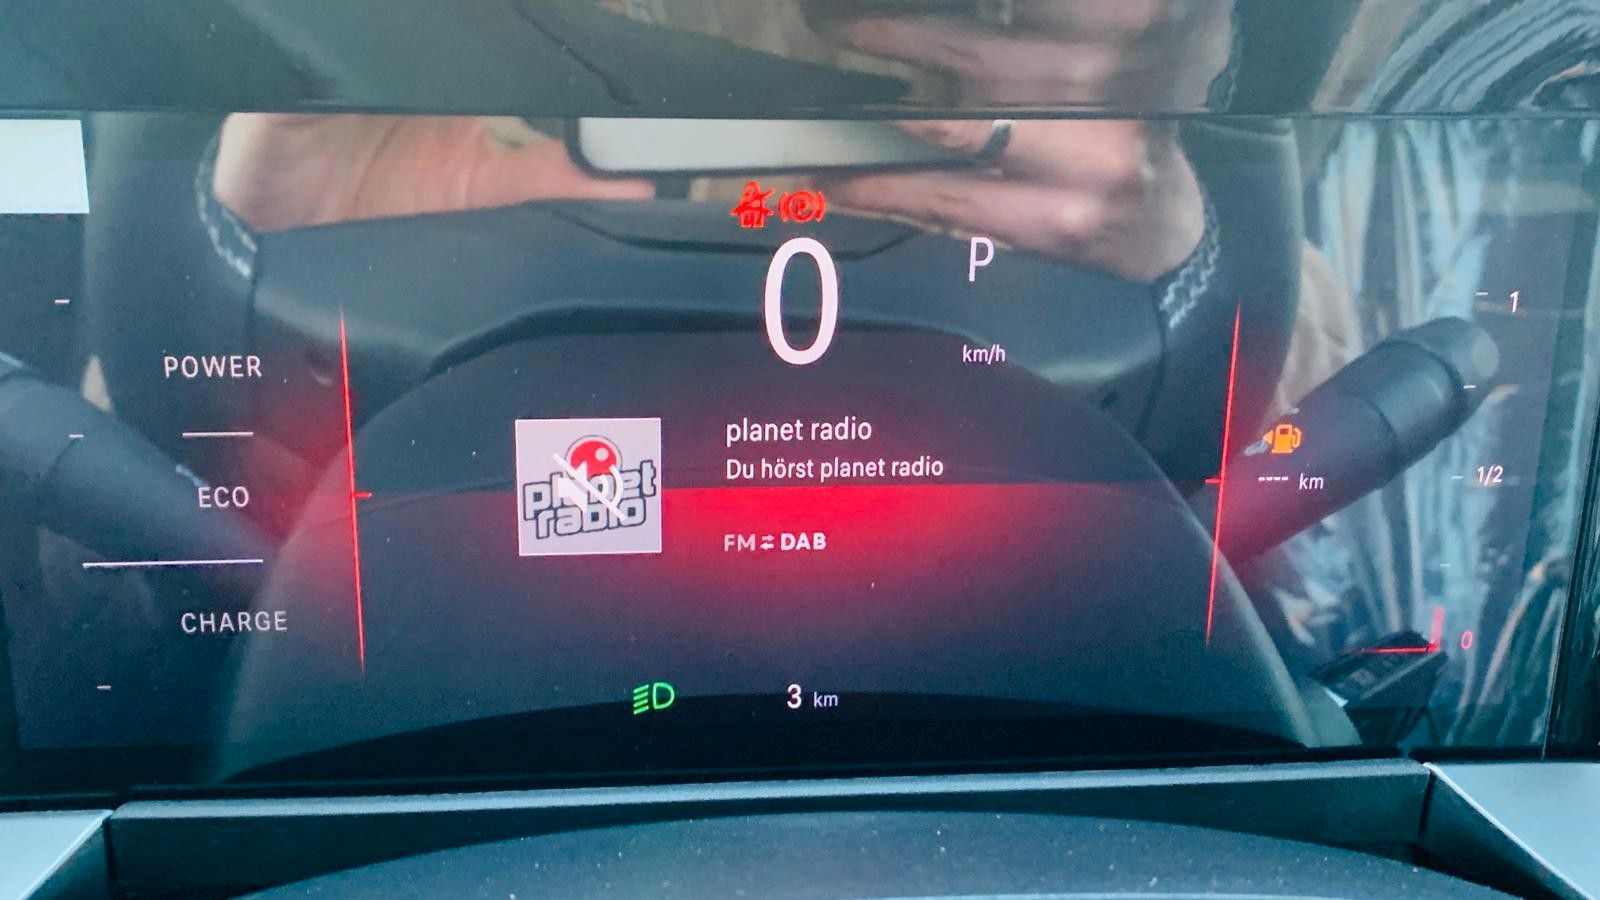 0
P
km/h
1
POWER
planet radio
Du hörst planet radio
planet
radio
---- km
1/2
ECO
FM ⇄ DAB
CHARGE
0
3 km